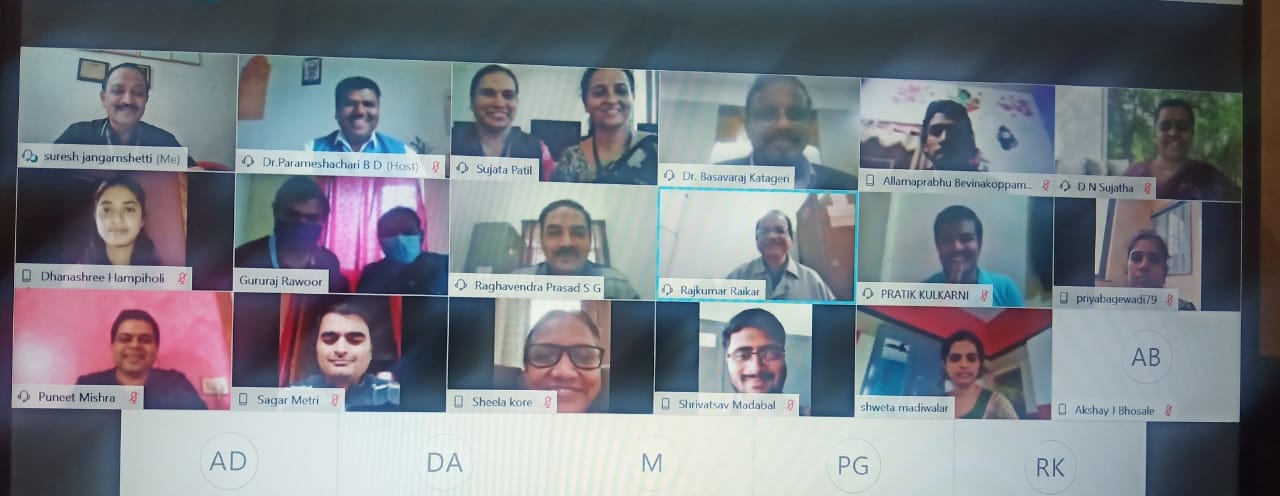 suresh jangamshetti (Me)
Dr.Parameshachari B D (Host)
Sujata Patil
Dr. Basavaraj Katageri
Allamaprabhu Bevinakoppam...
D N Sujatha
Dhanashree Hampiholi
Gururaj Rawoor
Raghavendra Prasad S G
Rajkumar Raikar
PRATIK KULKARNI
priyabagewadi79
Puneet Mishra
Sagar Metri
Sheela kore
Shrivatsav Madabal
shweta madiwalar
AB
Akshay J Bhosale
AD
DA
M
PG
RK